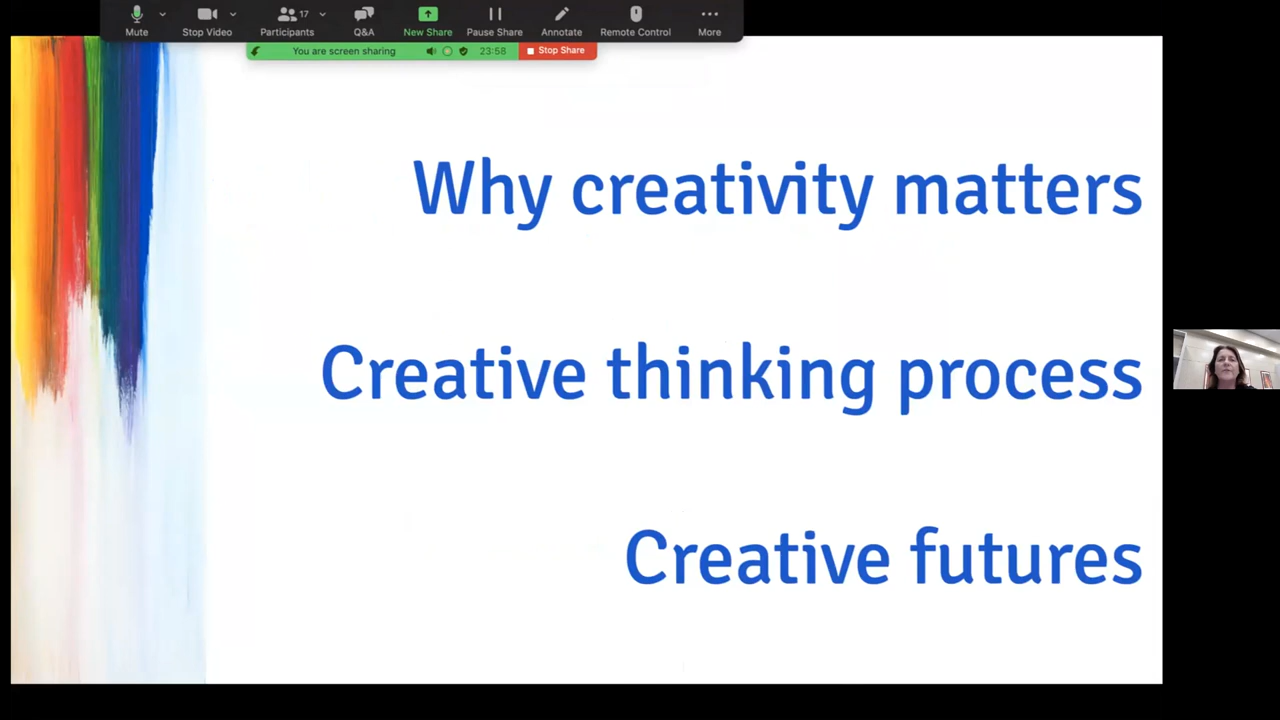 17
Mute Stop Video Participants Q&A New Share Pause Share Annotate Remote Control More
You are screen sharing 23:58 Stop Share
Why creativity matters
Creative thinking process
Creative futures